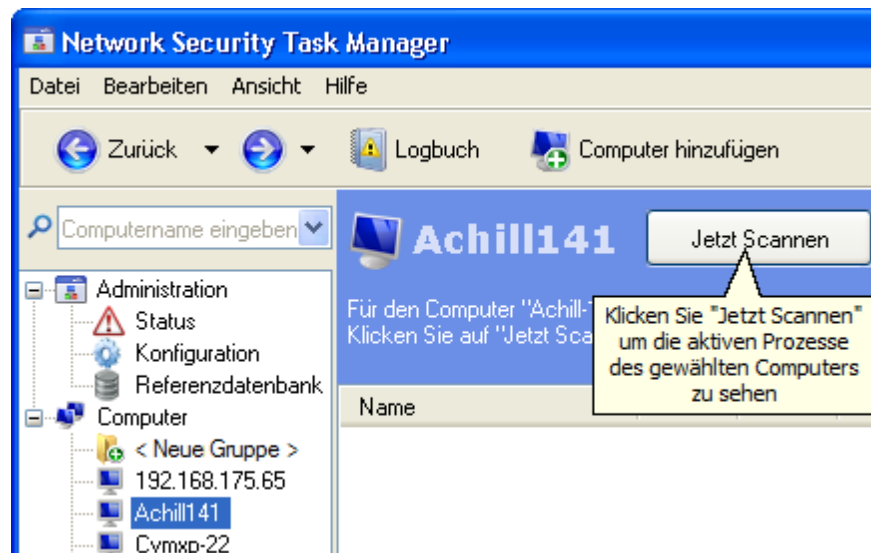 Network Security Task Manager
Datei Bearbeiten Ansicht Hilfe
Zurück Logbuch Computer hinzufügen
Computername eingeben
Achill141 Jetzt Scannen
Administration
Status
Konfiguration
Referenzdatenbank
Computer
< Neue Gruppe >
192.168.175.65
Achill141
Cymxp-22
Für den Computer "Achill-
Klicken Sie auf "Jetzt Sca
Klicken Sie "Jetzt Scannen"
um die aktiven Prozesse
des gewählten Computers
zu sehen
Name